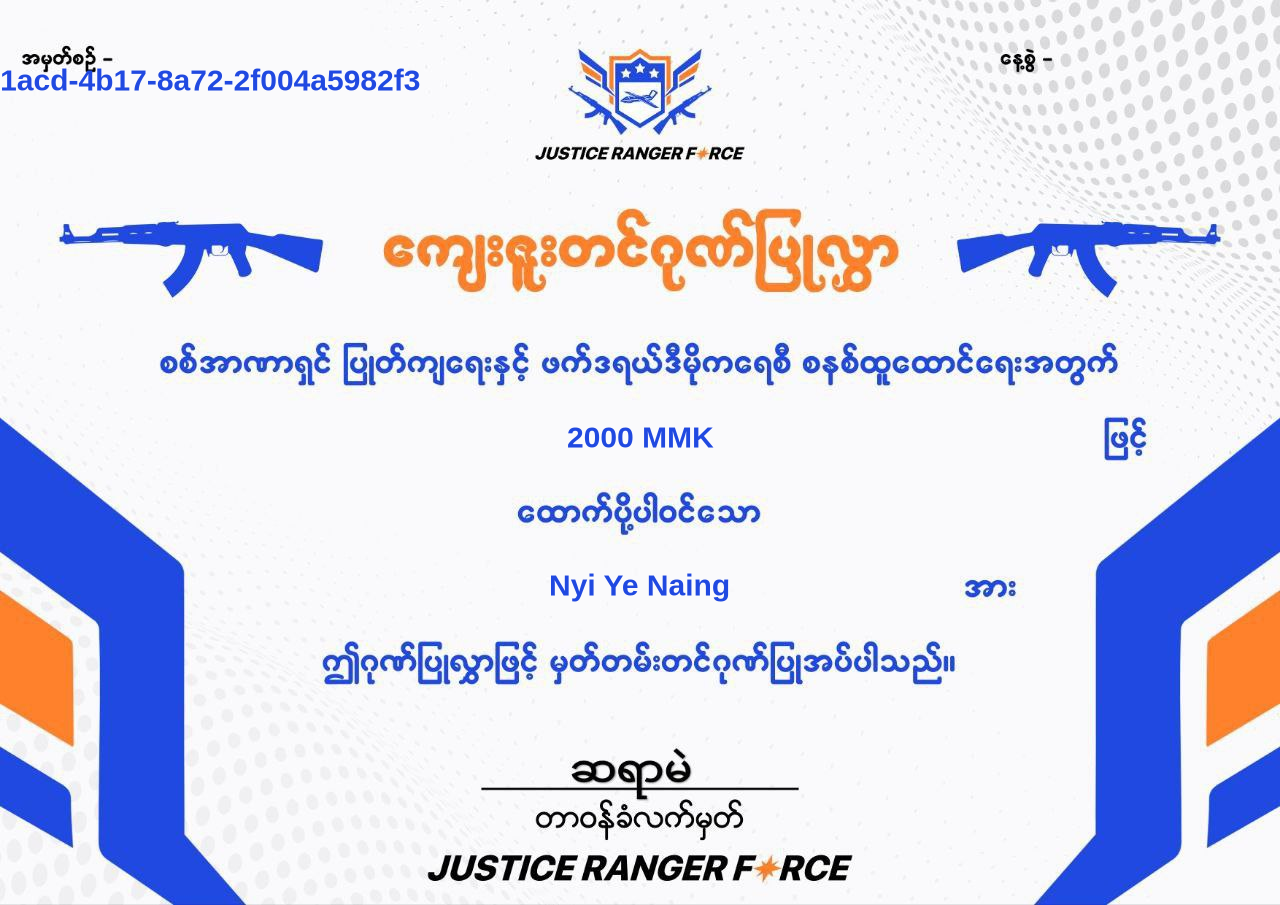 အမှတ်စဉ် -
နေ့စွဲ -
1acd-4b17-8a72-2f004a5982f3
JUSTICE RANGER FORCE
ကျေးဇူးတင်ဂုဏ်ပြုလွှာ
စစ်အာဏာရှင် ပြုတ်ကျရေးနှင့် ဖက်ဒရယ်ဒီမိုကရေစီ စနစ်ထူထောင်ရေးအတွက်
2000 MMK ဖြင့်
ထောက်ပို့ပါဝင်သော
Nyi Ye Naing အား
ဤဂုဏ်ပြုလွှာဖြင့် မှတ်တမ်းတင်ဂုဏ်ပြုအပ်ပါသည်။
ဆရာမဲ
တာဝန်ခံလက်မှတ်
JUSTICE RANGER FORCE